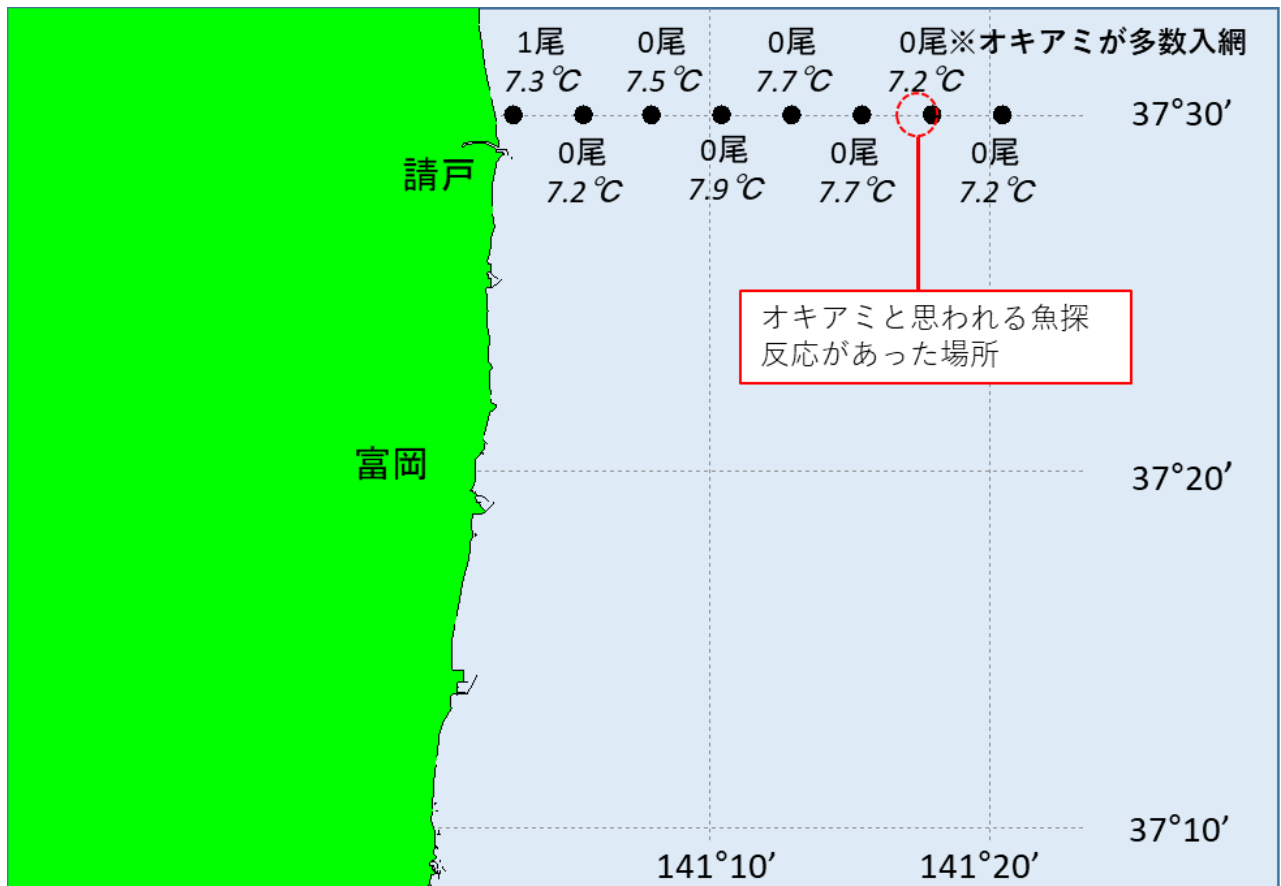 1尾
0尾
0尾
0尾※オキアミが多数入網
7.3℃
7.5℃
7.7℃
7.2℃
37°30’
0尾
0尾
0尾
0尾
7.2℃
7.9℃
7.7℃
7.2℃
請戸
オキアミと思われる魚探
反応があった場所
富岡
37°20’
37°10’
141°10’
141°20’